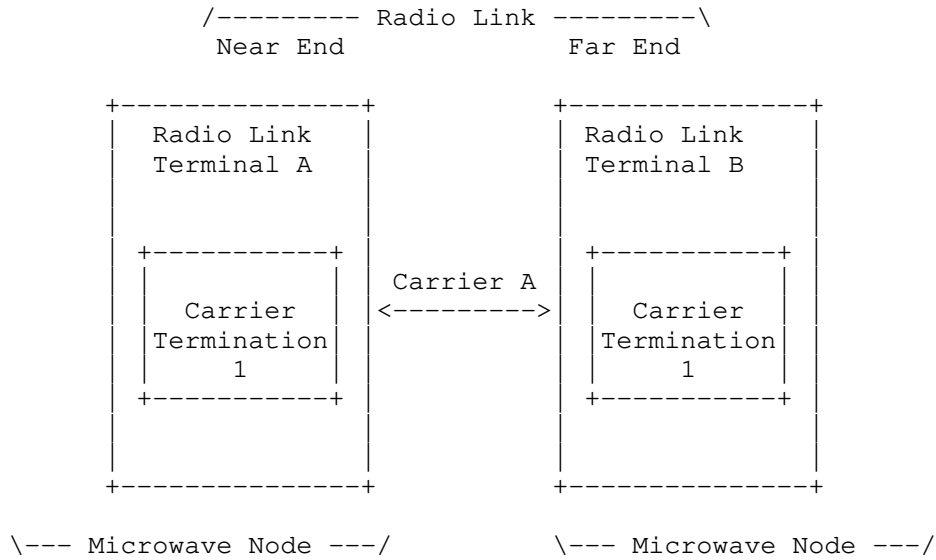 /--------- Radio Link ---------\
Near End Far End
Radio Link Radio Link
Terminal A Terminal B
Carrier A
Carrier <---------> Carrier
Termination Termination
1 1
\--- Microwave Node ---/ \--- Microwave Node ---/